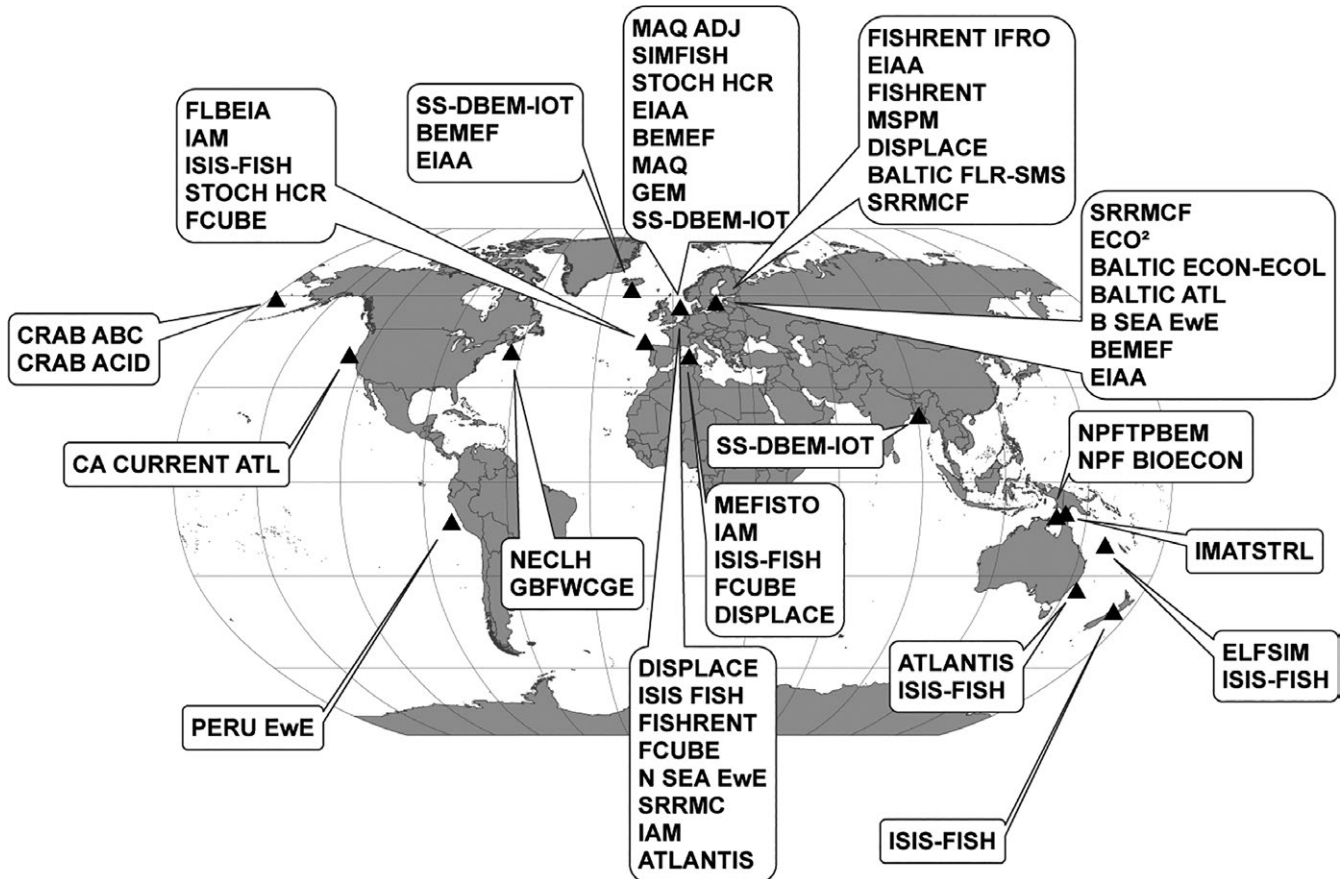 MAQ ADJ
SIMFISH
STOCH HCR
EIAA
BEMEF
MAQ
GEM
SS-DBEM-IOT
FISHRENT IFRO
EIAA
FISHRENT
MSPM
DISPLACE
BALTIC FLR-SMS
SRRMCF
FLBEIA
IAM
ISIS-FISH
STOCH HCR
FCUBE
SS-DBEM-IOT
BEMEF
EIAA
SRRMCF
ECO²
BALTIC ECON-ECOL
BALTIC ATL
B SEA EwE
BEMEF
EIAA
CRAB ABC
CRAB ACID
CA CURRENT ATL
SS-DBEM-IOT
NPFTPBEM
NPF BIOECON
MEFISTO
IAM
ISIS-FISH
FCUBE
DISPLACE
NECLH
GBFWCGE
IMATSTRL
PERU EwE
DISPLACE
ISIS FISH
FISHRENT
FCUBE
N SEA EwE
SRRMC
IAM
ATLANTIS
ATLANTIS
ISIS-FISH
ELFSIM
ISIS-FISH
ISIS-FISH